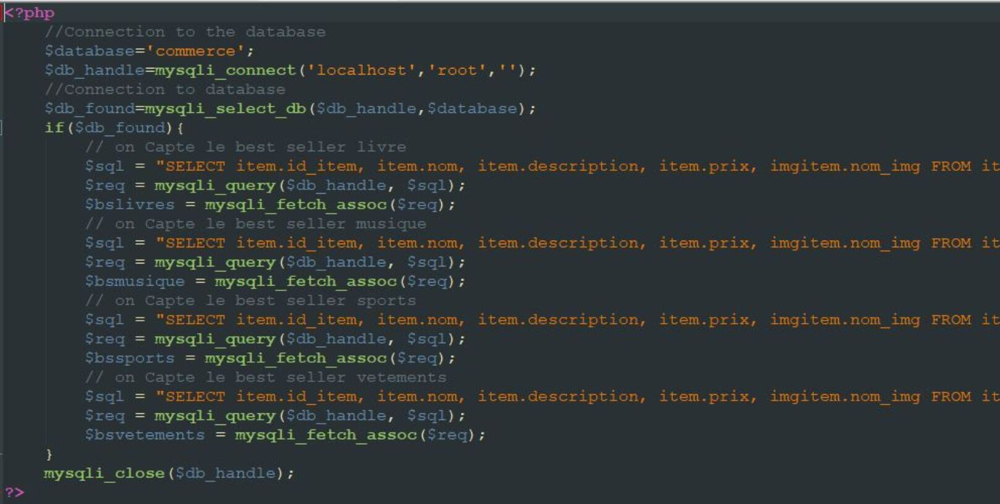 <?php
//Connection to the database
$database='commerce';
$db_handle=mysqli_connect('localhost','root','');
//Connection to database
$db_found=mysqli_select_db($db_handle,$database);
if($db_found){
// on Capte le best seller livre
$sql = "SELECT item.id_item, item.nom, item.description, item.prix, imgitem.nom_img FROM it
$req = mysqli_query($db_handle, $sql);
$bslivres = mysqli_fetch_assoc($req);
// on Capte le best seller musique
$sql = "SELECT item.id_item, item.nom, item.description, item.prix, imgitem.nom_img FROM it
$req = mysqli_query($db_handle, $sql);
$bsmusique = mysqli_fetch_assoc($req);
// on Capte le best seller sports
$sql = "SELECT item.id_item, item.nom, item.description, item.prix, imgitem.nom_img FROM it
$req = mysqli_query($db_handle, $sql);
$bssports = mysqli_fetch_assoc($req);
// on Capte le best seller vetements
$sql = "SELECT item.id_item, item.nom, item.description, item.prix, imgitem.nom_img FROM it
$req = mysqli_query($db_handle, $sql);
$bsvetements = mysqli_fetch_assoc($req);
}
mysqli_close($db_handle);
?>